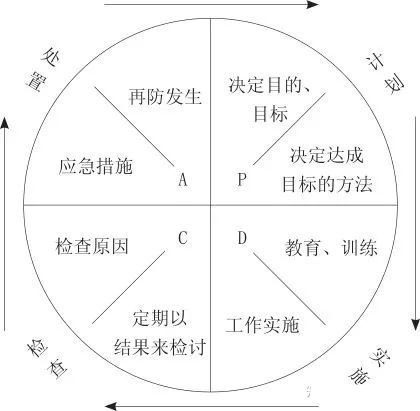 处置
计划
再防发生
决定目的、
目标
应急措施
决定达成
目标的方法
A
P
C
D
检查原因
教育、训练
定期以
结果来检讨
工作实施
检查
实施